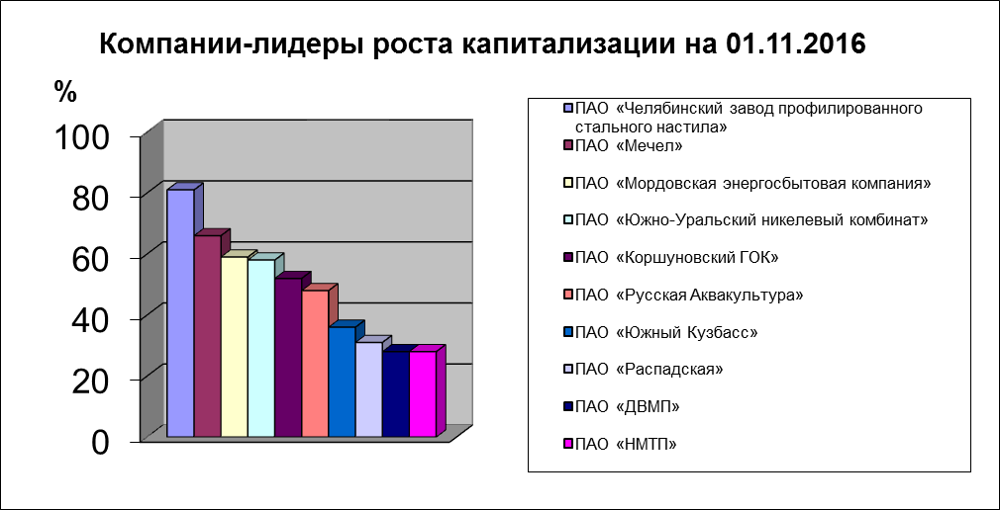 Компании-лидеры роста капитализации на 01.11.2016
%
100
80
60
40
20
0
ПАО «Челябинский завод профилированного
стального настила»
ПАО «Мечел»
ПАО «Мордовская энергосбытовая компания»
ПАО «Южно-Уральский никелевый комбинат»
ПАО «Коршуновский ГОК»
ПАО «Русская Аквакультура»
ПАО «Южный Кузбасс»
ПАО «Распадская»
ПАО «ДВМП»
ПАО «НМТП»